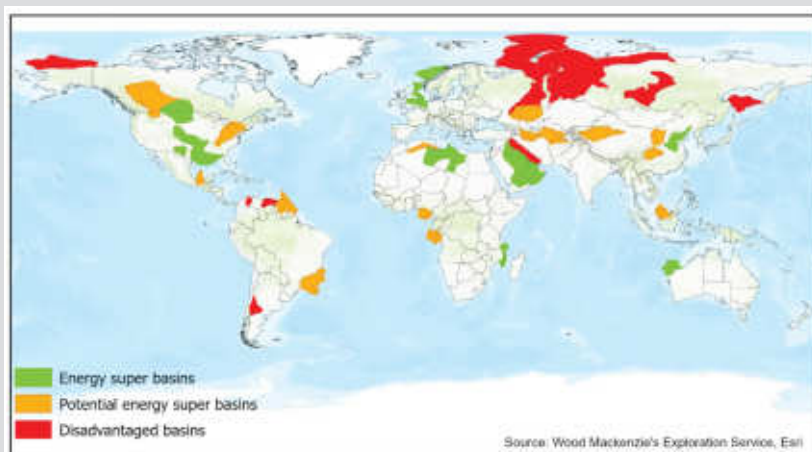 Energy super basins
Potential energy super basins
Disadvantaged basins
Source: Wood Mackenzie's Exploration Service, Esri